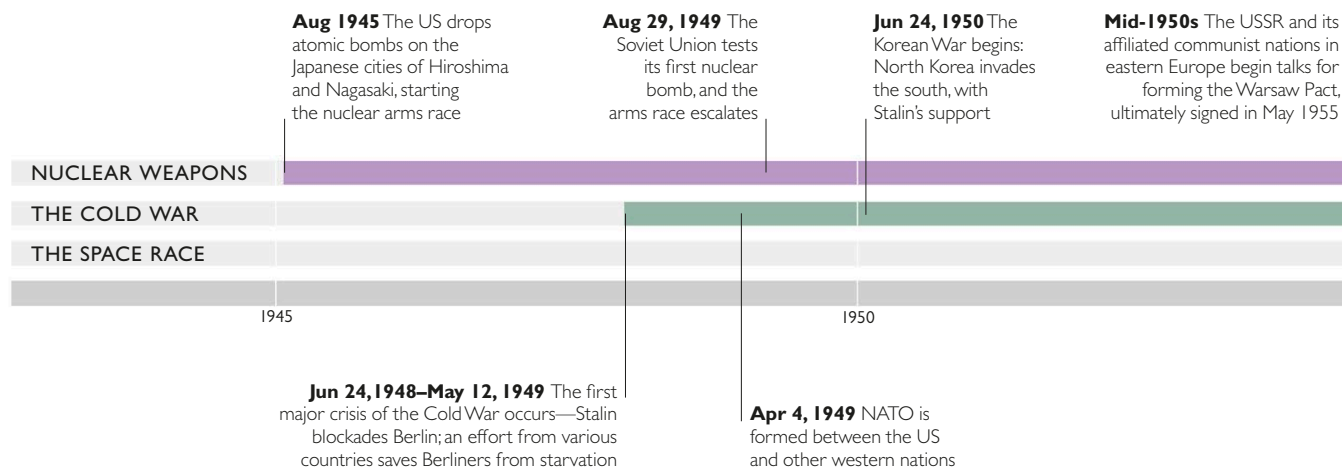 Aug 1945 The US drops
atomic bombs on the
Japanese cities of Hiroshima
and Nagasaki, starting
the nuclear arms race
Aug 29, 1949 The
Soviet Union tests
its first nuclear
bomb, and the
arms race escalates
Jun 24, 1950 The
Korean War begins:
North Korea invades
the south, with
Stalin's support
Mid-1950s The USSR and its
affiliated communist nations in
eastern Europe begin talks for
forming the Warsaw Pact,
ultimately signed in May 1955
NUCLEAR WEAPONS
THE COLD WAR
THE SPACE RACE
1945
1950
Jun 24, 1948–May 12, 1949 The first
major crisis of the Cold War occurs—Stalin
blockades Berlin; an effort from various
countries saves Berliners from starvation
Apr 4, 1949 NATO is
formed between the US
and other western nations